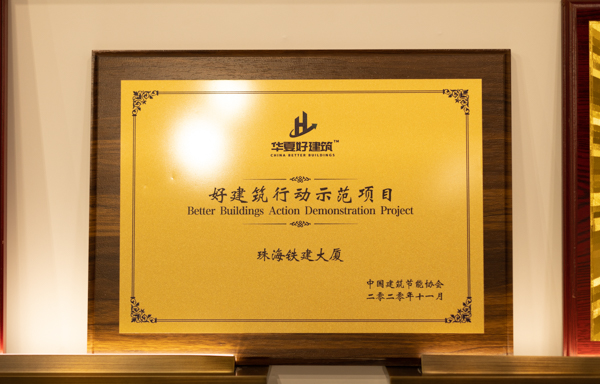 华夏好建筑™
CHINA BETTER BUILDINGS
好建筑行动示范项目
Better Buildings Action Demonstration Project
珠海铁建大厦
中国建筑节能协会
二零二零年十一月